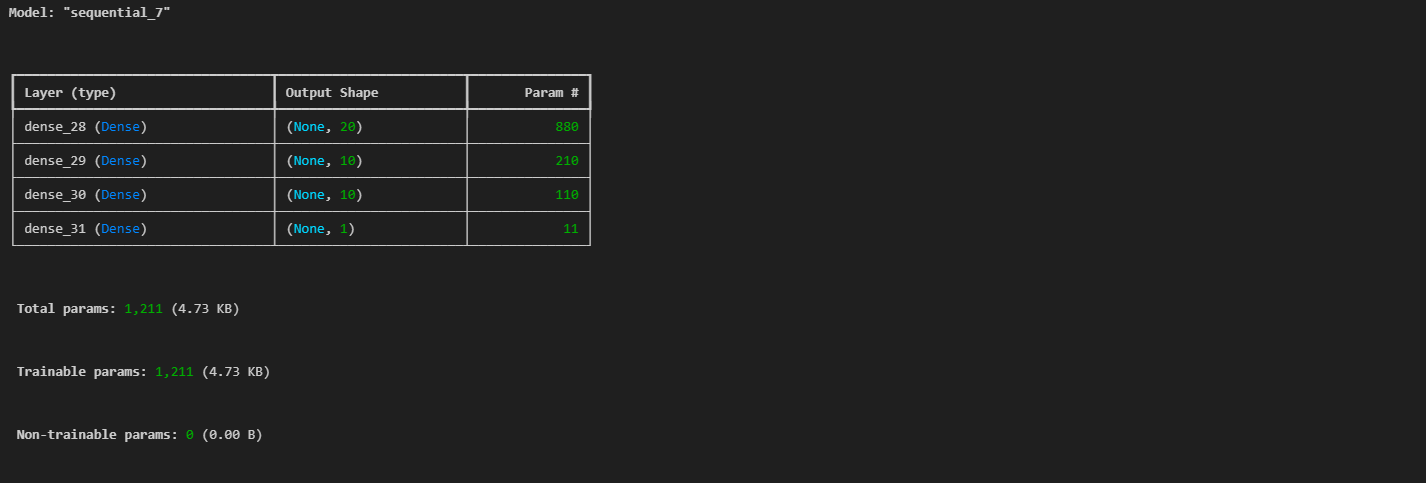 Model: "sequential_7"
Layer (type) Output Shape Param #
dense_28 (Dense) (None, 20) 880
dense_29 (Dense) (None, 10) 210
dense_30 (Dense) (None, 10) 110
dense_31 (Dense) (None, 1) 11
Total params: 1,211 (4.73 KB)
Trainable params: 1,211 (4.73 KB)
Non-trainable params: 0 (0.00 B)